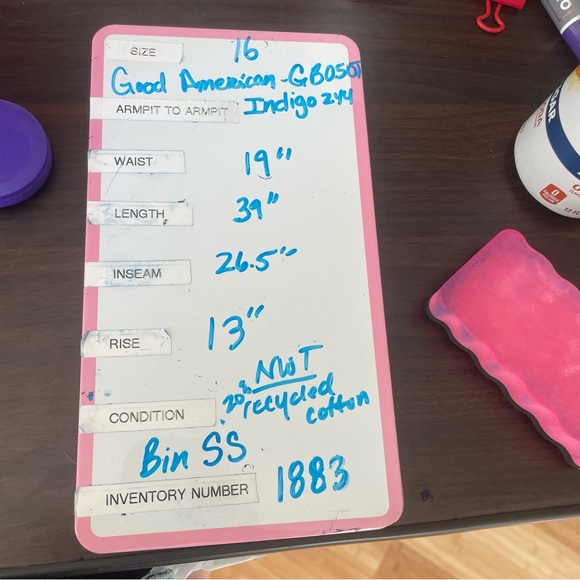 SIZE 16
Good American - GB050T
ARMPIT TO ARMPIT Indigo 244
WAIST 19"
LENGTH 39"
INSEAM 26.5"
RISE 13"
NWT
20% recycled
CONDITION cotton
Bin SS
INVENTORY NUMBER 1883